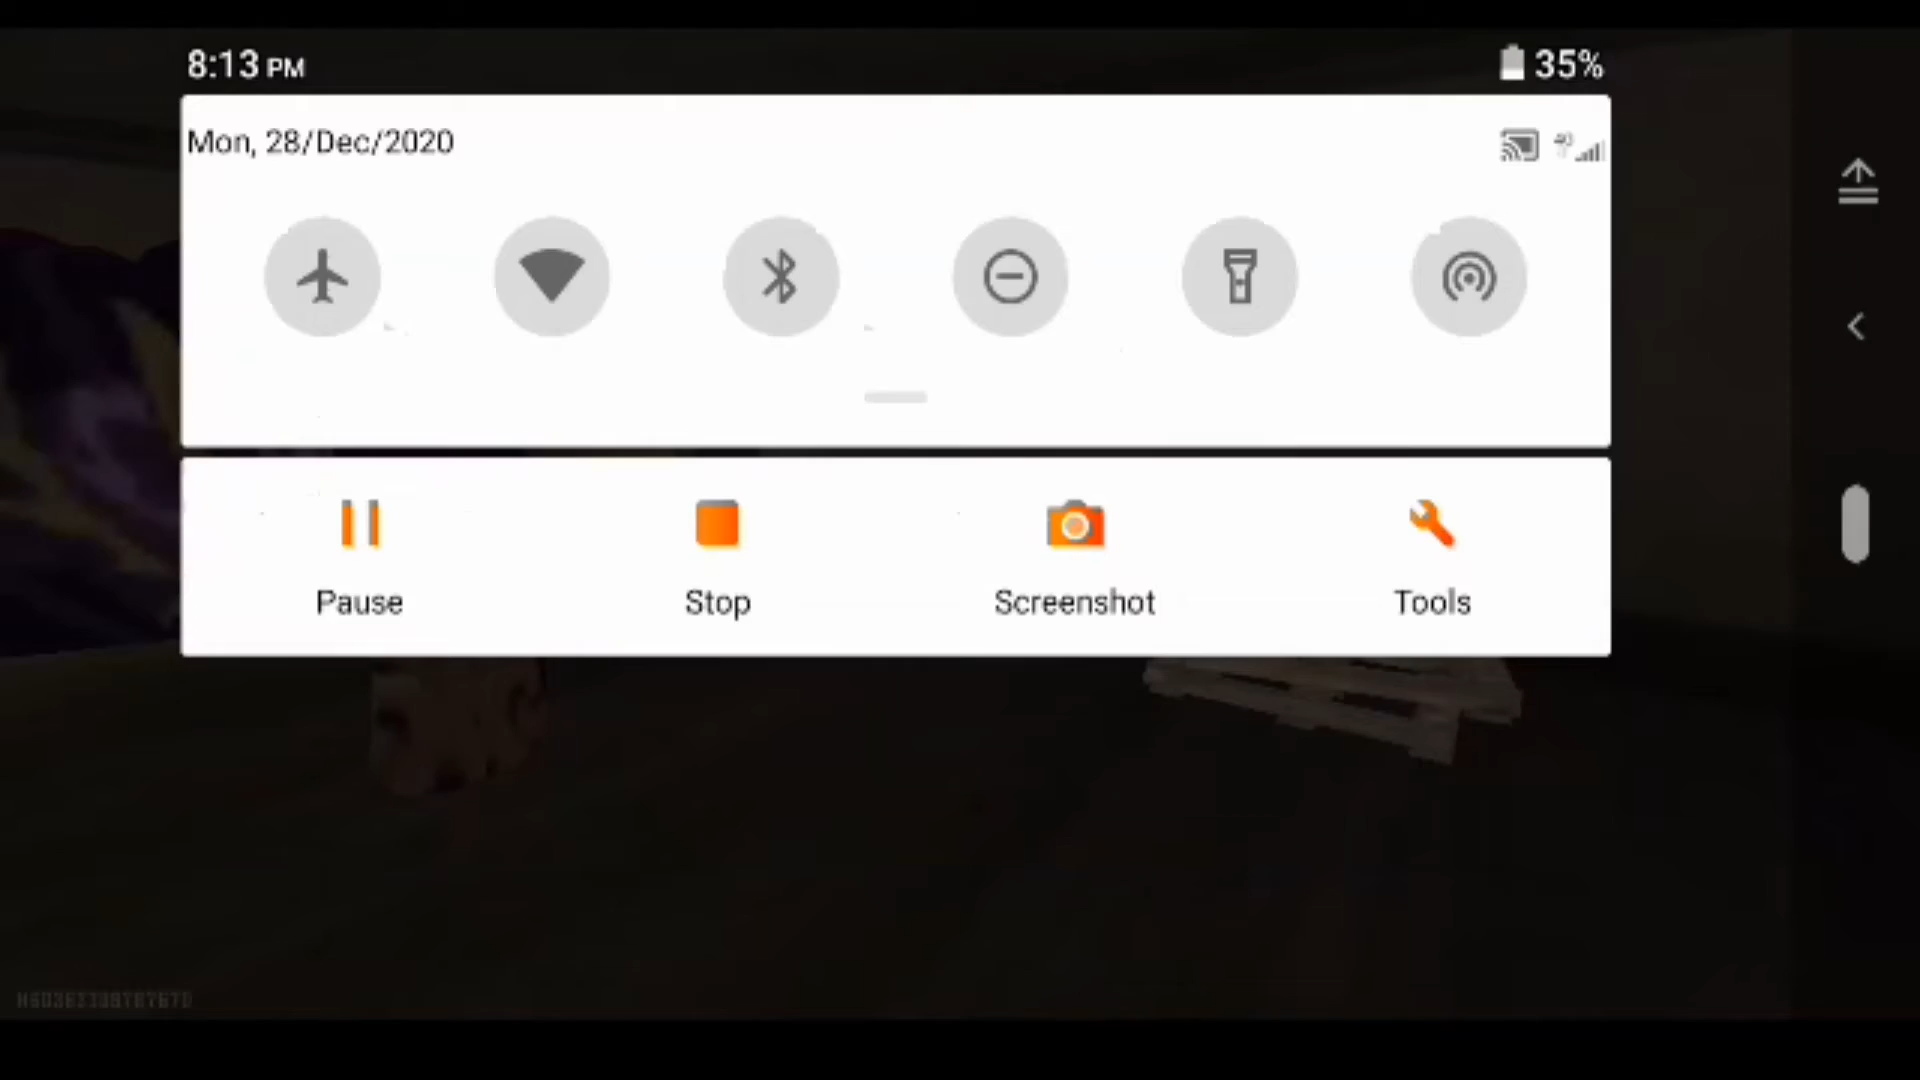 8:13 PM
35%
Mon, 28/Dec/2020
Pause
Stop
Screenshot
Tools